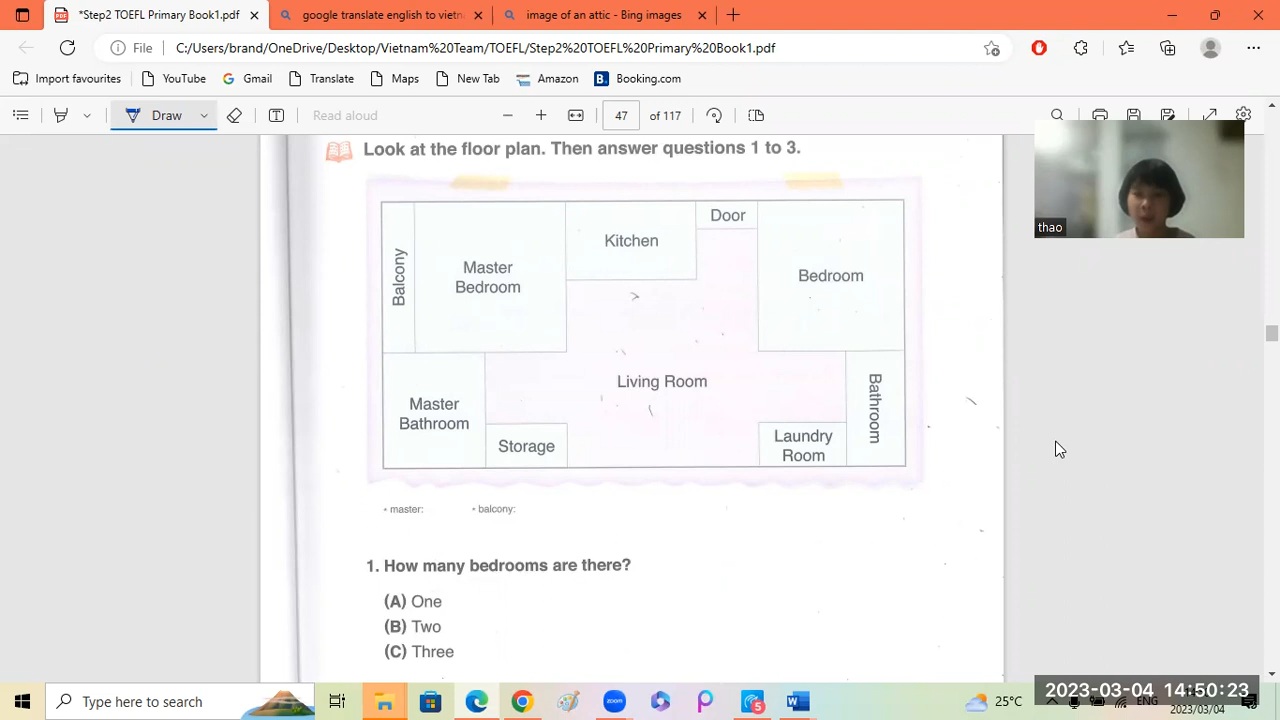 *Step2 TOEFL Primary Book1.pdf
google translate english to vietn
image of an attic - Bing images
File
C:/Users/brand/OneDrive/Desktop/Vietnam%20Team/TOEFL/Step2%20TOEFL%20Primary%20Book1.pdf
Import favourites
YouTube
Gmail
Translate
Maps
New Tab
Amazon
B
Booking.com
Draw
Read aloud
47
of 117
Look at the floor plan. Then answer questions 1 to 3.
Door
Kitchen
Balcony
Master
Bedroom
Bedroom
Living Room
Master
Bathroom
Bathroom
Storage
Laundry
Room
master:
balcony:
1. How many bedrooms are there?
(A) One
(B) Two
(C) Three
thao
Type here to search
zoom
5
25°C
ENG
2023-03-04 14:50:23
2023/03/04